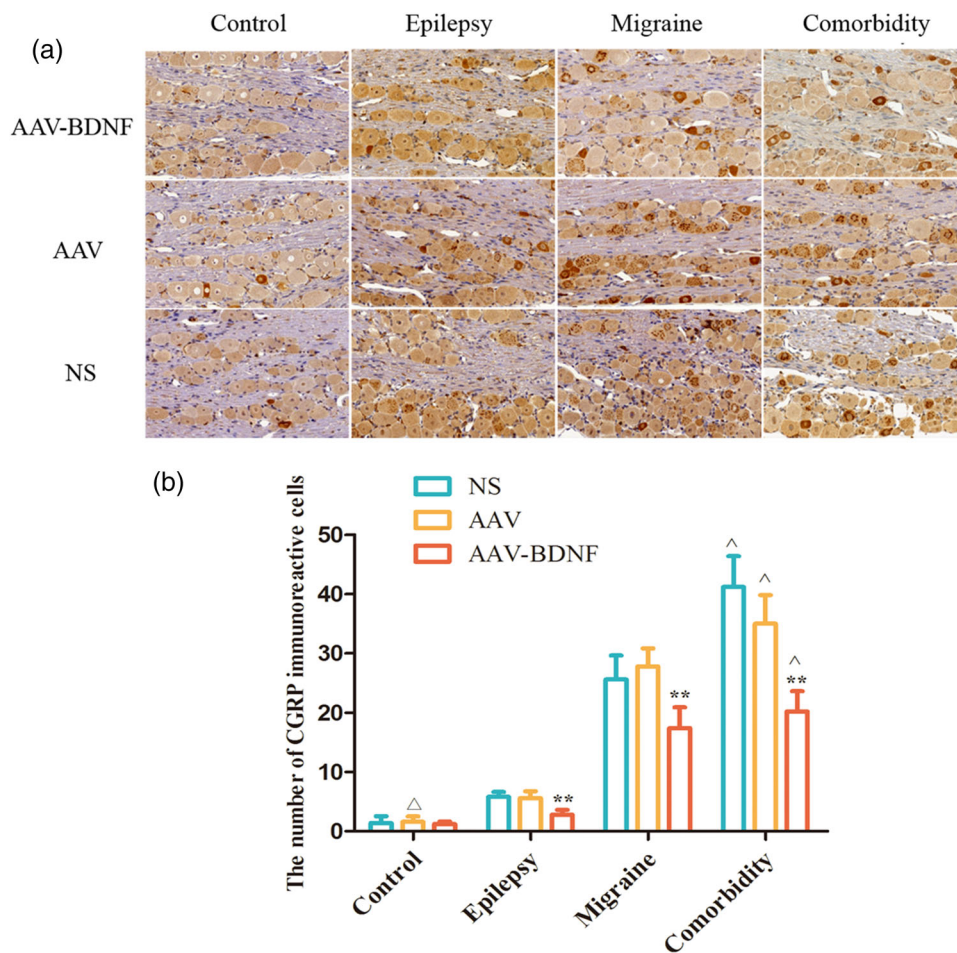 Control Epilepsy Migraine Comorbidity
(a)
AAV-BDNF
AAV
NS
(b)
NS
AAV
AAV-BDNF
The number of CGRP immunoreactive cells
50
40
30
20
10
0
^
^
^
**
**
**
△
Control Epilepsy Migraine Comorbidity